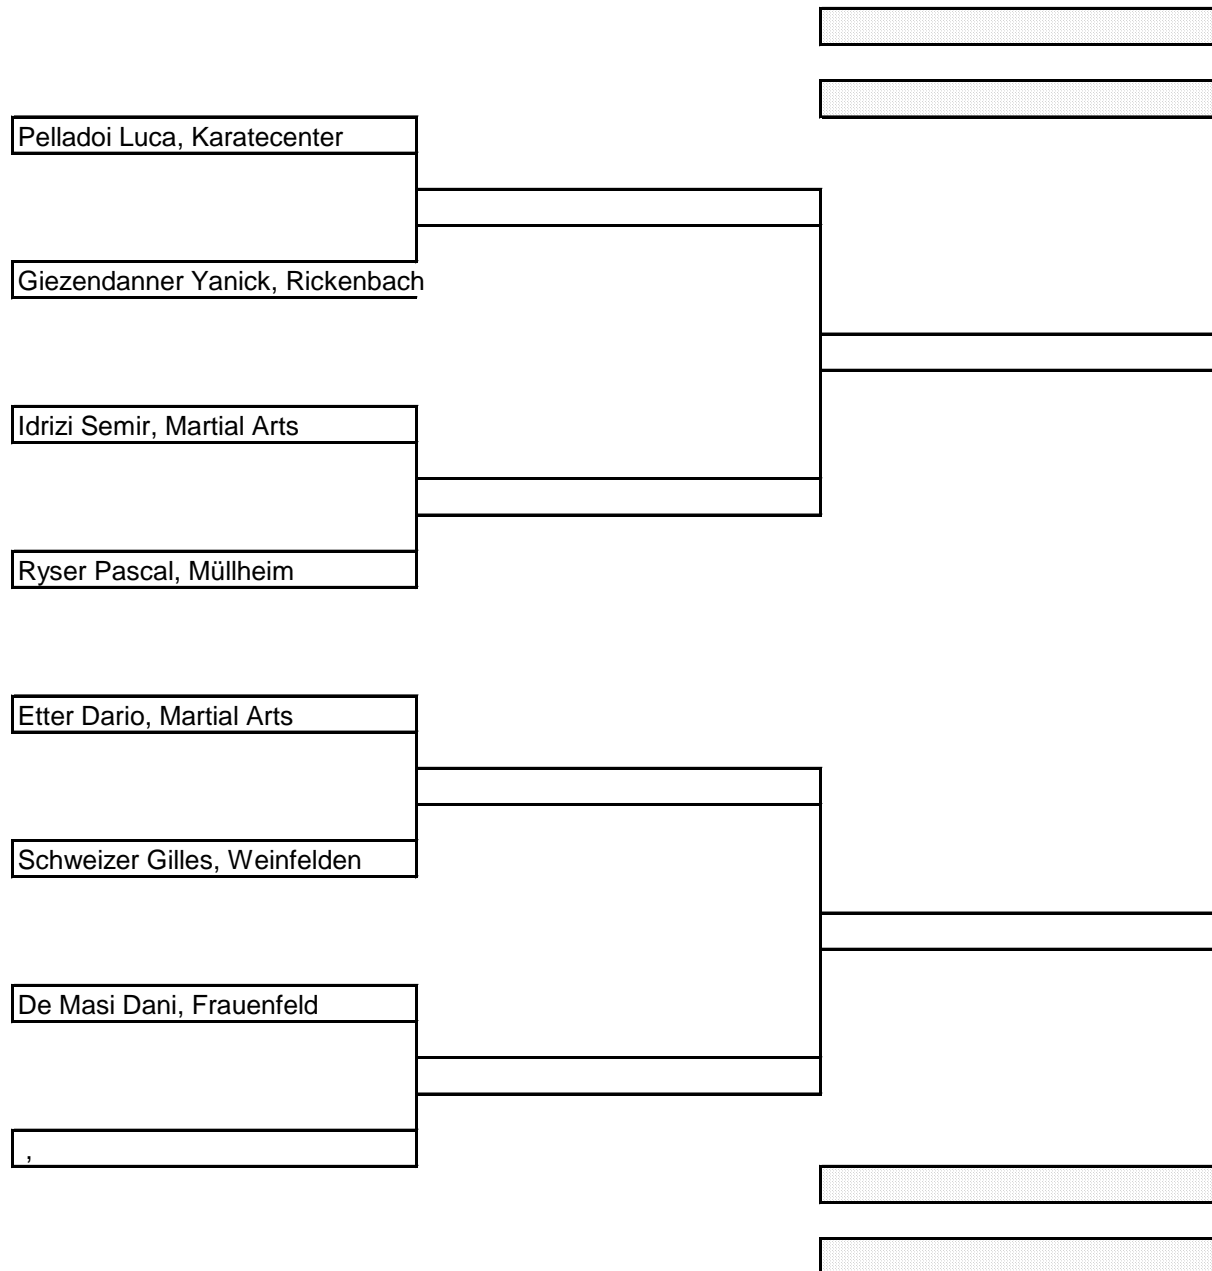 Pelladoi Luca, Karatecenter
Giezendanner Yanick, Rickenbach
Idrizi Semir, Martial Arts
Ryser Pascal, Müllheim
Etter Dario, Martial Arts
Schweizer Gilles, Weinfelden
De Masi Dani, Frauenfeld
,